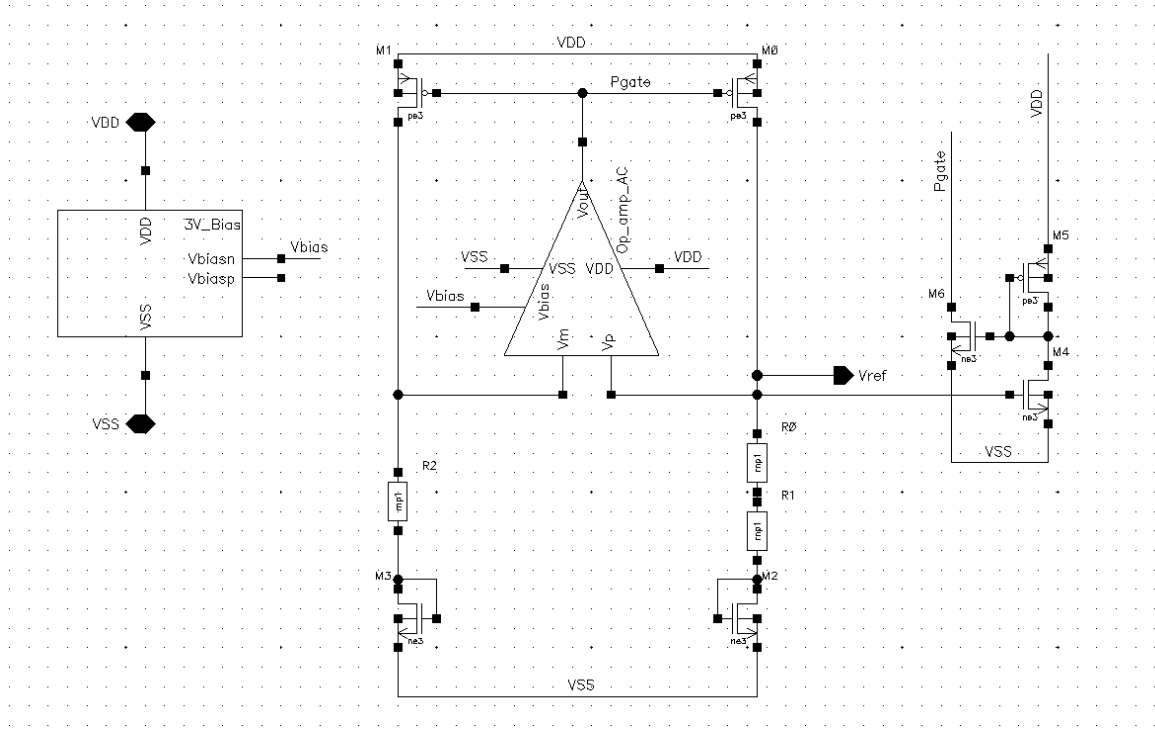 VDD
M1
M0
Pgate
pe3
pe3
VDD
VDD
3V_Bias
VDD
Vbiasn
Vbias
Vbiasp
VSS
VSS
Vout
Op_amp_AC
VSS
VSS
VDD
VDD
Vbias
Vbias
Vm
Vp
Vref
Pgate
M5
pe3
M6
ne3
M4
ne3
VSS
R0
rnp1
R2
R1
rnp1
M3
M2
ne3
ne3
VSS